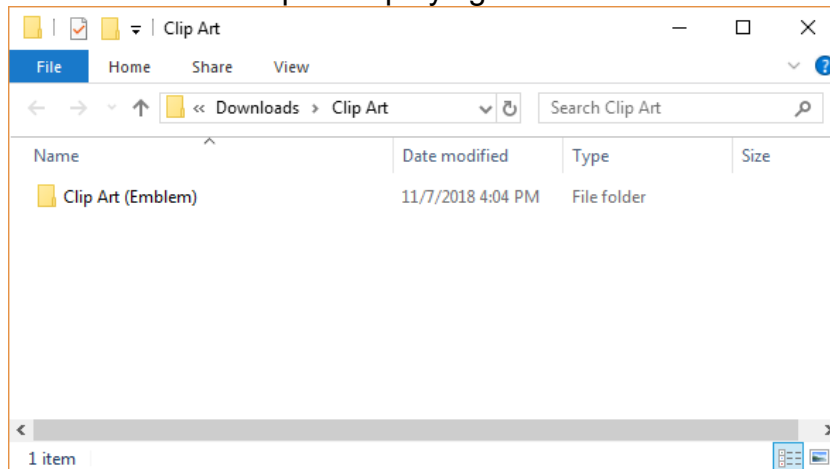 Clip Art
File Home Share View
« Downloads › Clip Art Search Clip Art
Name Date modified Type Size
Clip Art (Emblem) 11/7/2018 4:04 PM File folder
1 item